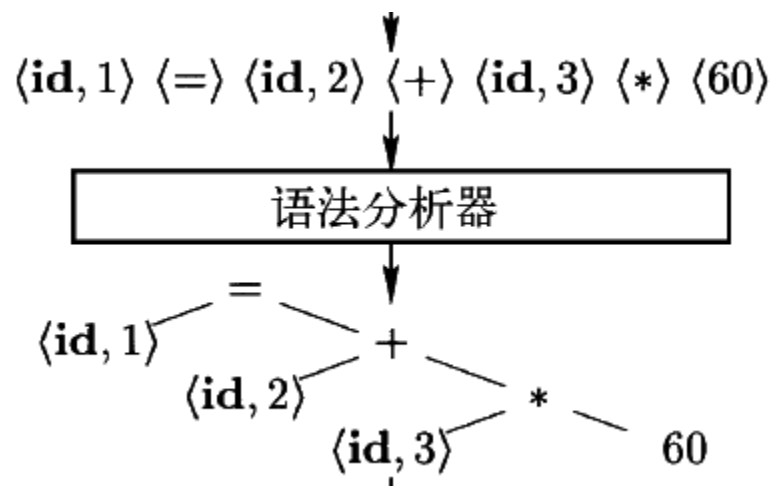 ⟨id, 1⟩ ⟨=⟩ ⟨id, 2⟩ ⟨+⟩ ⟨id, 3⟩ ⟨*⟩ ⟨60⟩
语法分析器
=
⟨id, 1⟩ +
⟨id, 2⟩ *
⟨id, 3⟩ 60